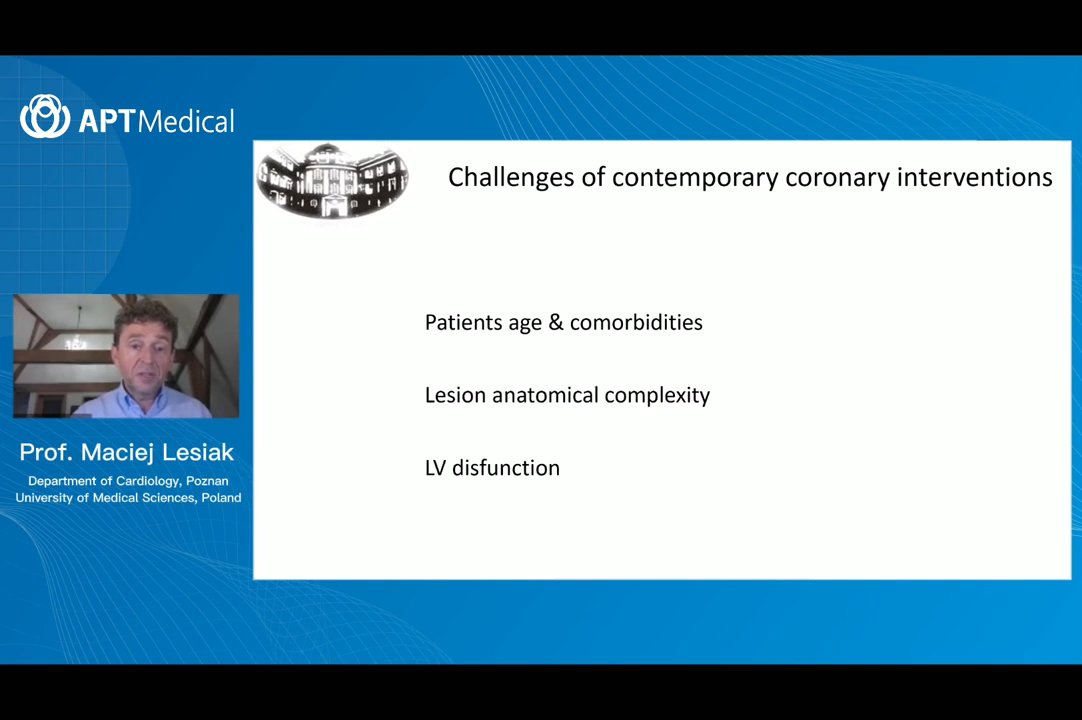 APTMedical
Challenges of contemporary coronary interventions
Patients age & comorbidities
Lesion anatomical complexity
LV disfunction
Prof. Maciej Lesiak
Department of Cardiology, Poznan
University of Medical Sciences, Poland